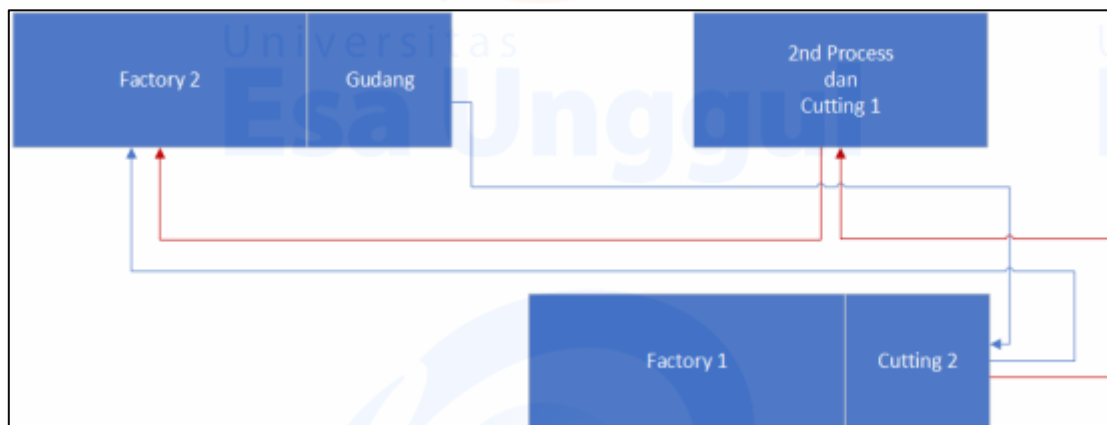 Universitas
Esa Unggul
Factory 2
Gudang
2nd Process
dan
Cutting 1
Factory 1
Cutting 2